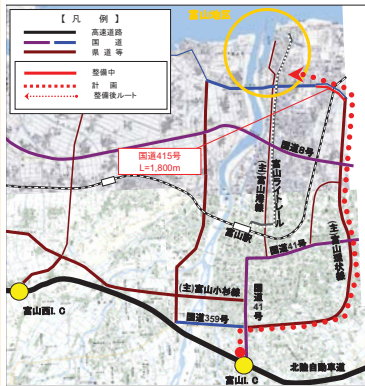 【 凡 例 】
高速道路
国 道
県 道 等
整備中
計 画
整備後ルート
富山地区
国道415号
L=1,800m
国道8号
富山ライトレール
(主)富山港線
富山駅
国道41号
(主)富山環状線
(主)富山小杉線
国道41号
国道359号
富山西I.C
北陸自動車道
富山I.C